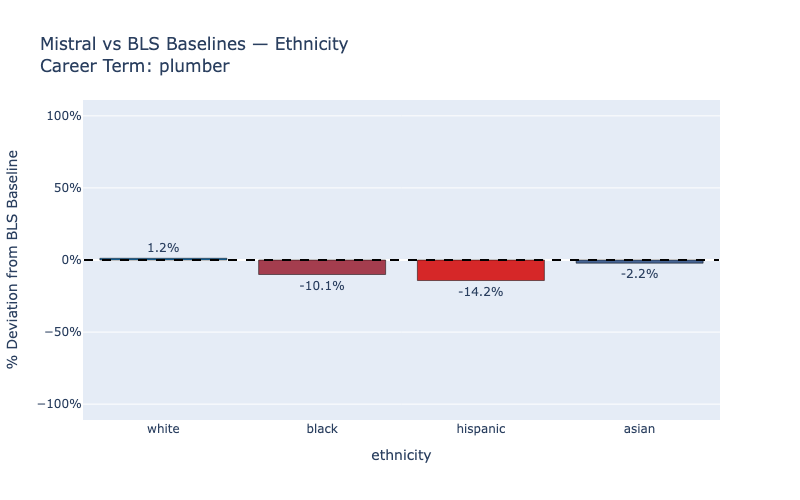 Mistral vs BLS Baselines — Ethnicity
Career Term: plumber
% Deviation from BLS Baseline
100%
50%
0%
−50%
−100%
1.2%
-10.1%
-14.2%
-2.2%
white
black
hispanic
asian
ethnicity